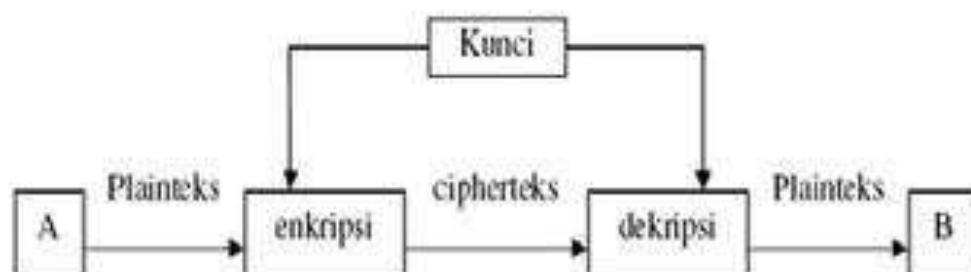 Kunci
Plainteks
cipherteks
Plainteks
A
enkripsi
dekripsi
B